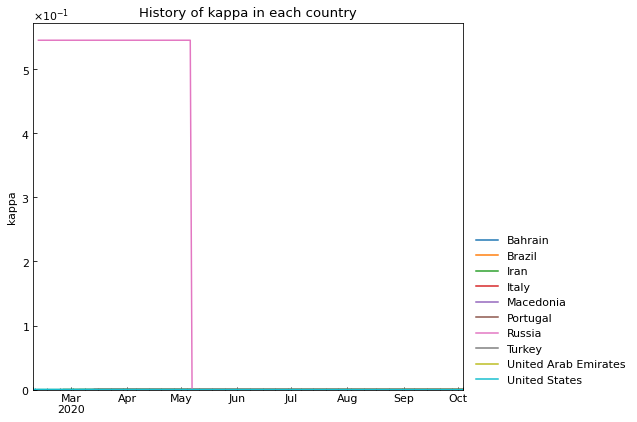 History of kappa in each country
×10⁻¹
5
4
3
2
1
0
kappa
Mar Apr May Jun Jul Aug Sep Oct
2020
Bahrain
Brazil
Iran
Italy
Macedonia
Portugal
Russia
Turkey
United Arab Emirates
United States